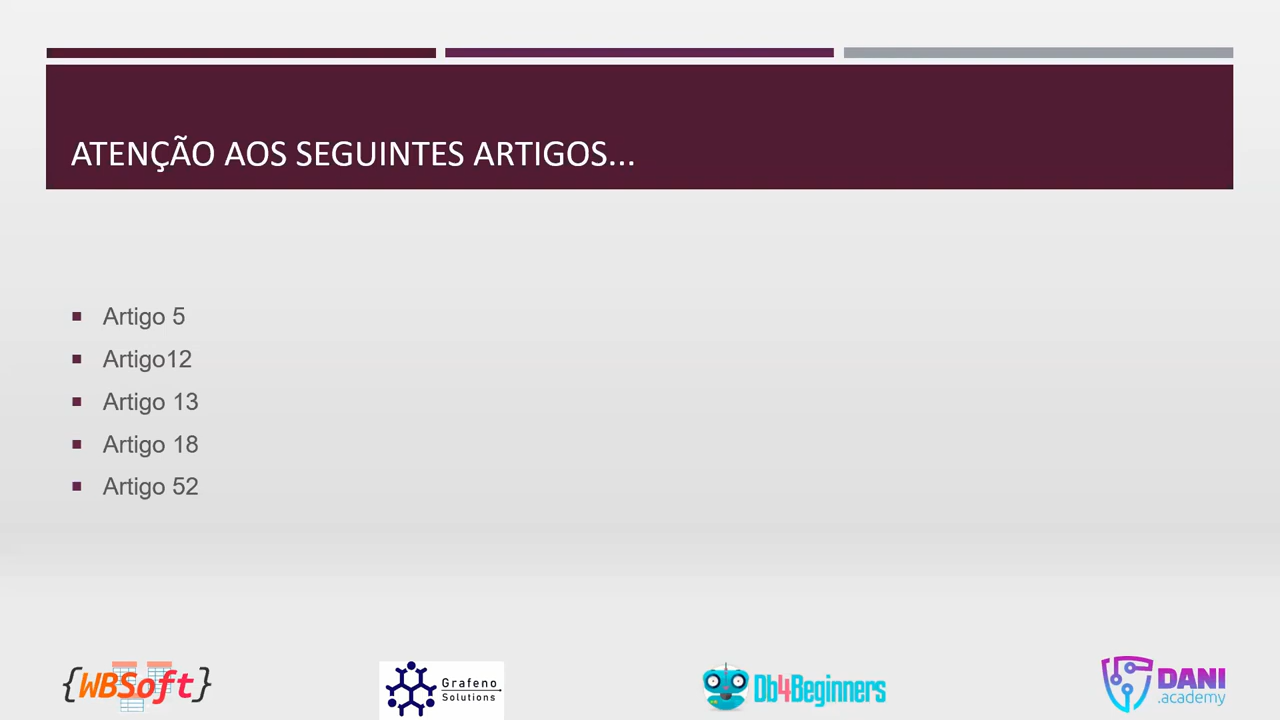 ATENÇÃO AOS SEGUINTES ARTIGOS...
Artigo 5
Artigo12
Artigo 13
Artigo 18
Artigo 52
{WBSoft}
Grafeno
Solutions
Db4Beginners
DANI
.academy